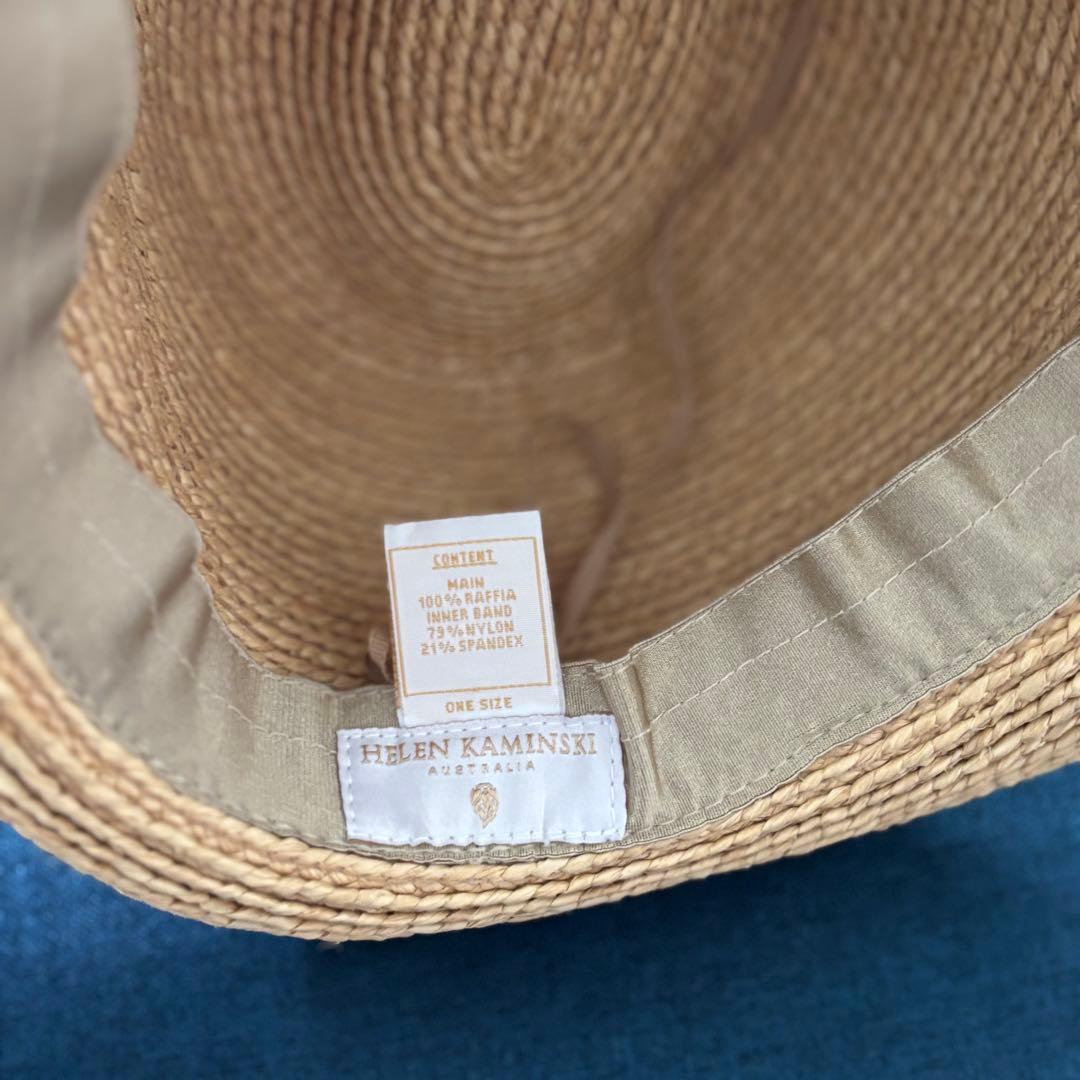 CONTENT
MAIN
100% RAFFIA
INNER BAND
79% NYLON
21% SPANDEX
ONE SIZE
HELEN KAMINSKI
AUSTRALIA